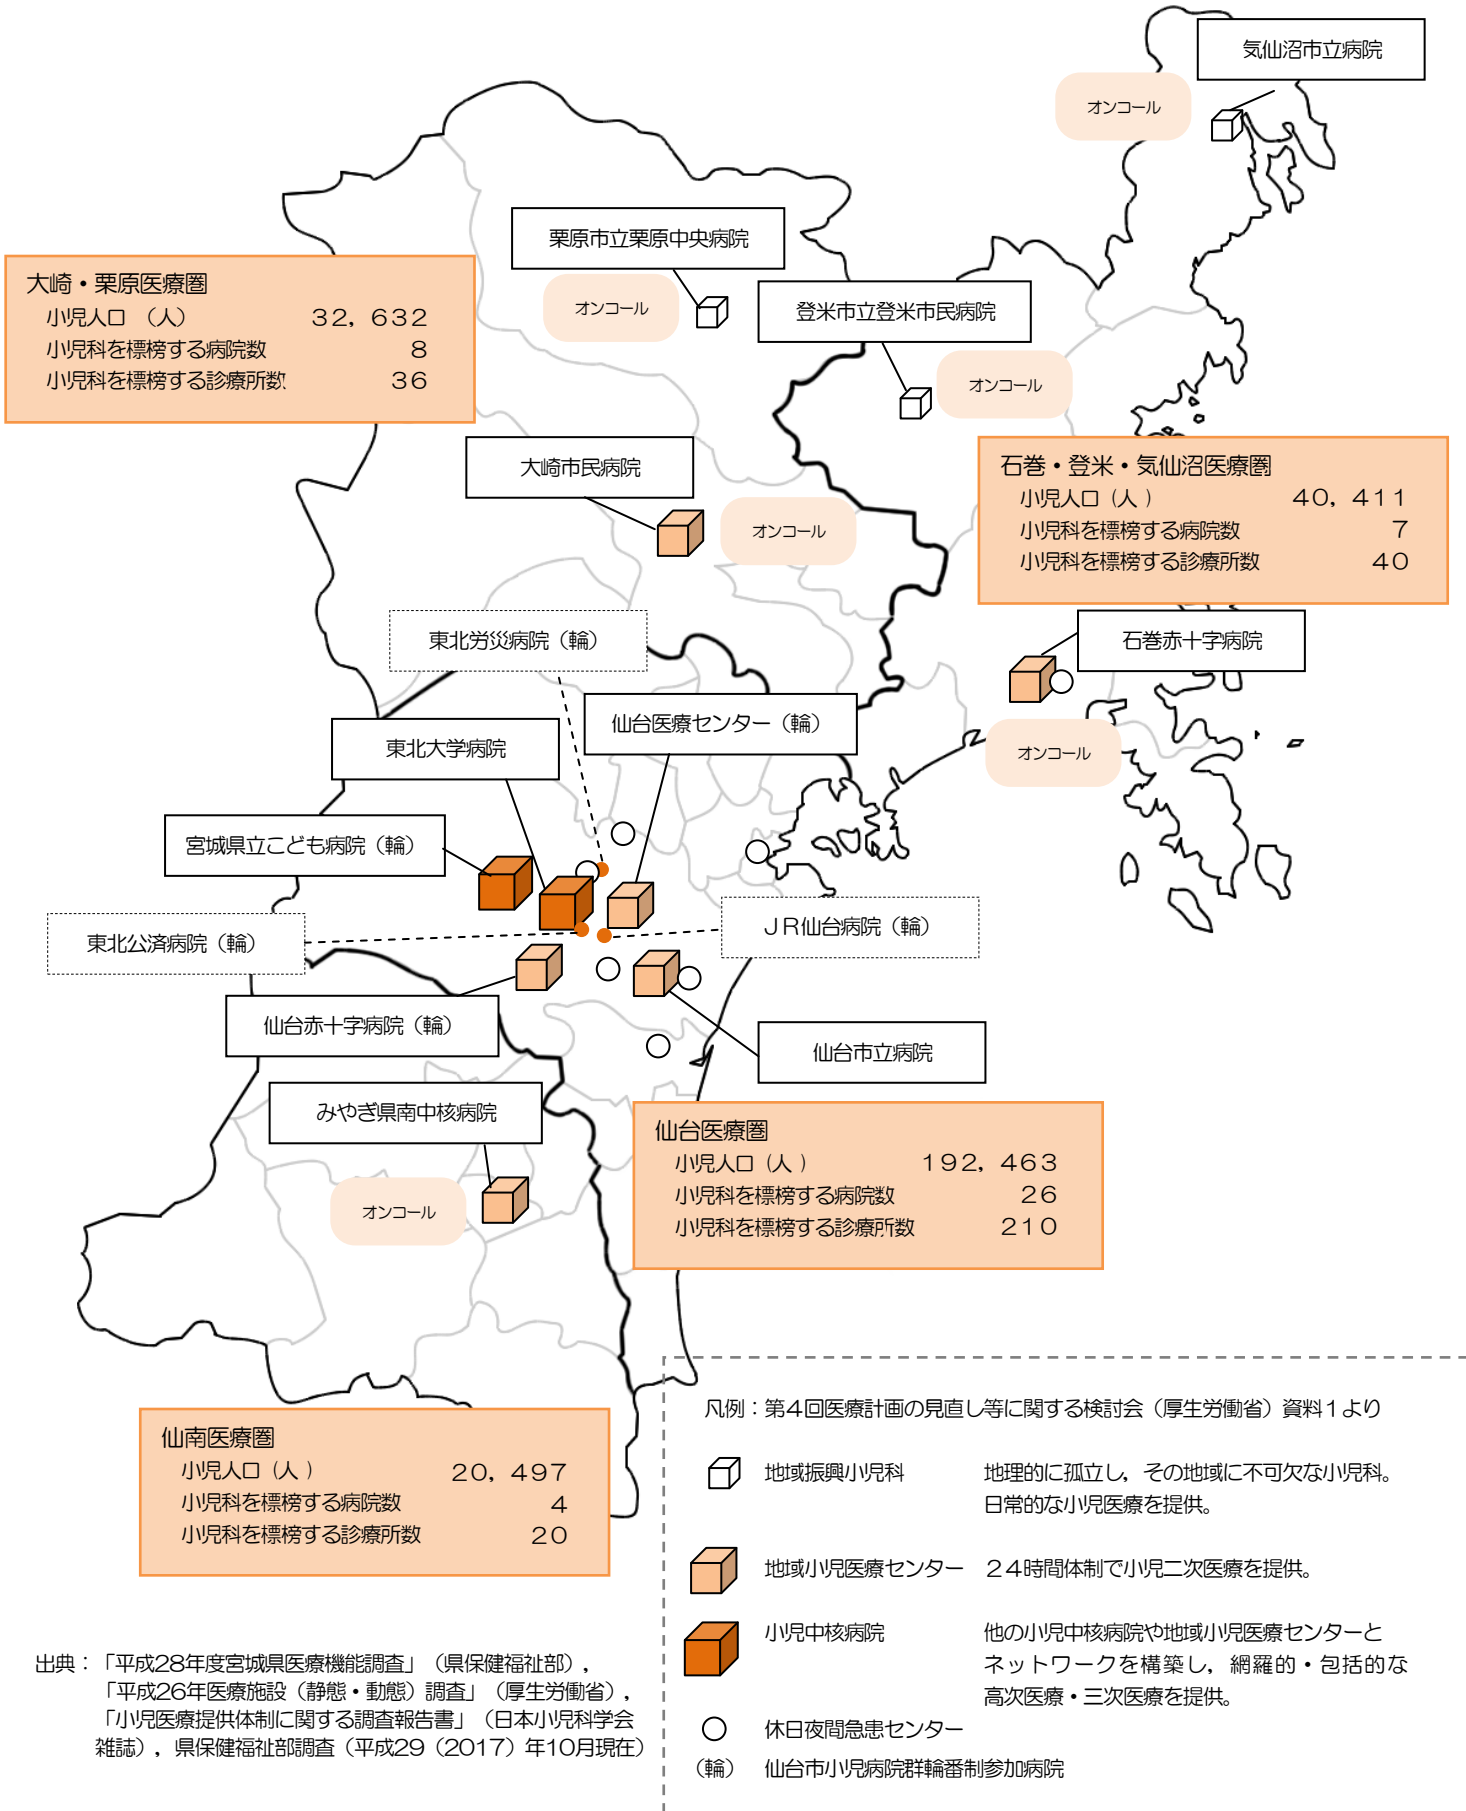 気仙沼市立病院
オンコール
栗原市立栗原中央病院
オンコール
登米市立登米市民病院
オンコール
大崎・栗原医療圏
小児人口 （人） 32，632
小児科を標榜する病院数 8
小児科を標榜する診療所数 36
大崎市民病院
オンコール
石巻・登米・気仙沼医療圏
小児人口（人 ） 40，411
小児科を標榜する病院数 7
小児科を標榜する診療所数 40
東北労災病院（輪）
石巻赤十字病院
オンコール
仙台医療センター（輪）
東北大学病院
宮城県立こども病院（輪）
東北公済病院（輪）
ＪＲ仙台病院（輪）
仙台赤十字病院（輪）
仙台市立病院
みやぎ県南中核病院
オンコール
仙台医療圏
小児人口（人 ） 192，463
小児科を標榜する病院数 26
小児科を標榜する診療所数 210
仙南医療圏
小児人口（人 ） 20，497
小児科を標榜する病院数 4
小児科を標榜する診療所数 20
凡例：第４回医療計画の見直し等に関する検討会（厚生労働省）資料１より
地域振興小児科 地理的に孤立し，その地域に不可欠な小児科。
日常的な小児医療を提供。
地域小児医療センター ２４時間体制で小児二次医療を提供。
小児中核病院 他の小児中核病院や地域小児医療センターと
ネットワークを構築し，網羅的・包括的な
高次医療・三次医療を提供。
休日夜間急患センター
（輪） 仙台市小児病院群輪番制参加病院
出典：「平成28年度宮城県医療機能調査」（県保健福祉部），
「平成26年医療施設（静態・動態）調査」（厚生労働省），
「小児医療提供体制に関する調査報告書」（日本小児科学会
雑誌），県保健福祉部調査（平成29（2017）年10月現在）